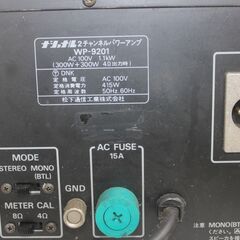 ナショナル2チャンネルパワーアンプ
WP-9201
AC 100V 1.1kW
(300W+300W 4Ω出力時)
Ⓣ DNK
定格電圧 AC 100V
定格消費電力 415W
定格周波数 50Hz, 60Hz
松下通信工業株式会社
MODE
STEREO MONO
(BTL)
METER CAL
8Ω 4Ω
GND
AC FUSE
15A
注意 MONO(BTL)